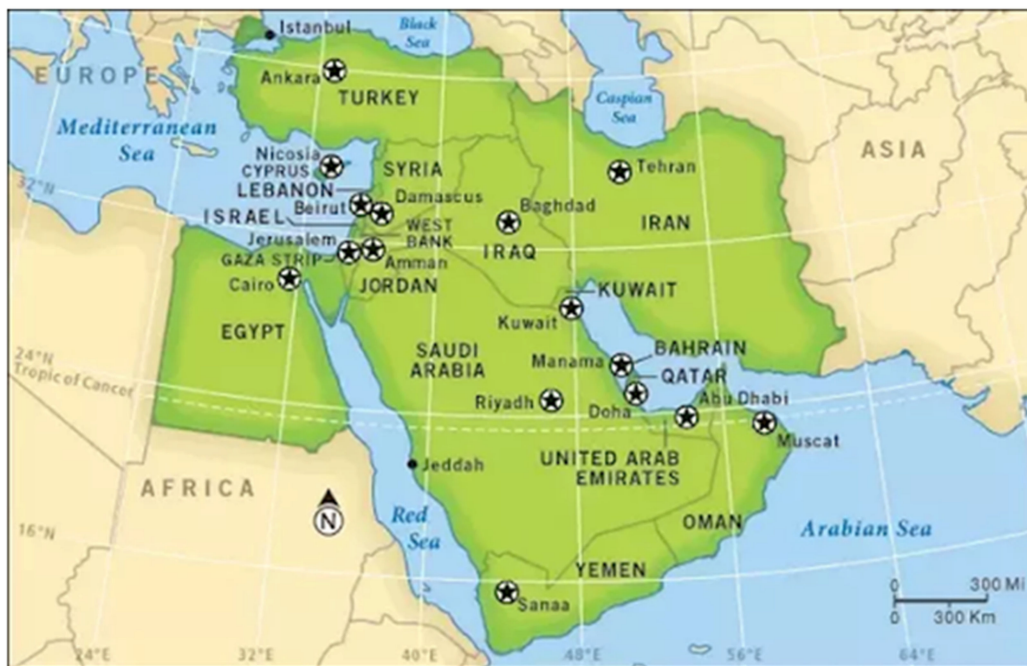 Istanbul
Black
Sea
EUROPE
Ankara
TURKEY
Caspian
Sea
Mediterranean
Sea
ASIA
Nicosia
CYPRUS
SYRIA
Tehran
32°N
LEBANON
Damascus
Beirut
Baghdad
ISRAEL
WEST
BANK
IRAN
Jerusalem
IRAQ
GAZA STRIP
Amman
Cairo
JORDAN
KUWAIT
Kuwait
EGYPT
SAUDI
ARABIA
Manama
BAHRAIN
24°N
Tropic of Cancer
QATAR
Riyadh
Doha
Abu Dhabi
Muscat
Jeddah
UNITED ARAB
EMIRATES
AFRICA
N
Red
Sea
OMAN
Arabian Sea
16°N
YEMEN
Sanaa
0 300 Mi
0 300 Km
24°E
32°E
40°E
48°E
56°E
64°E